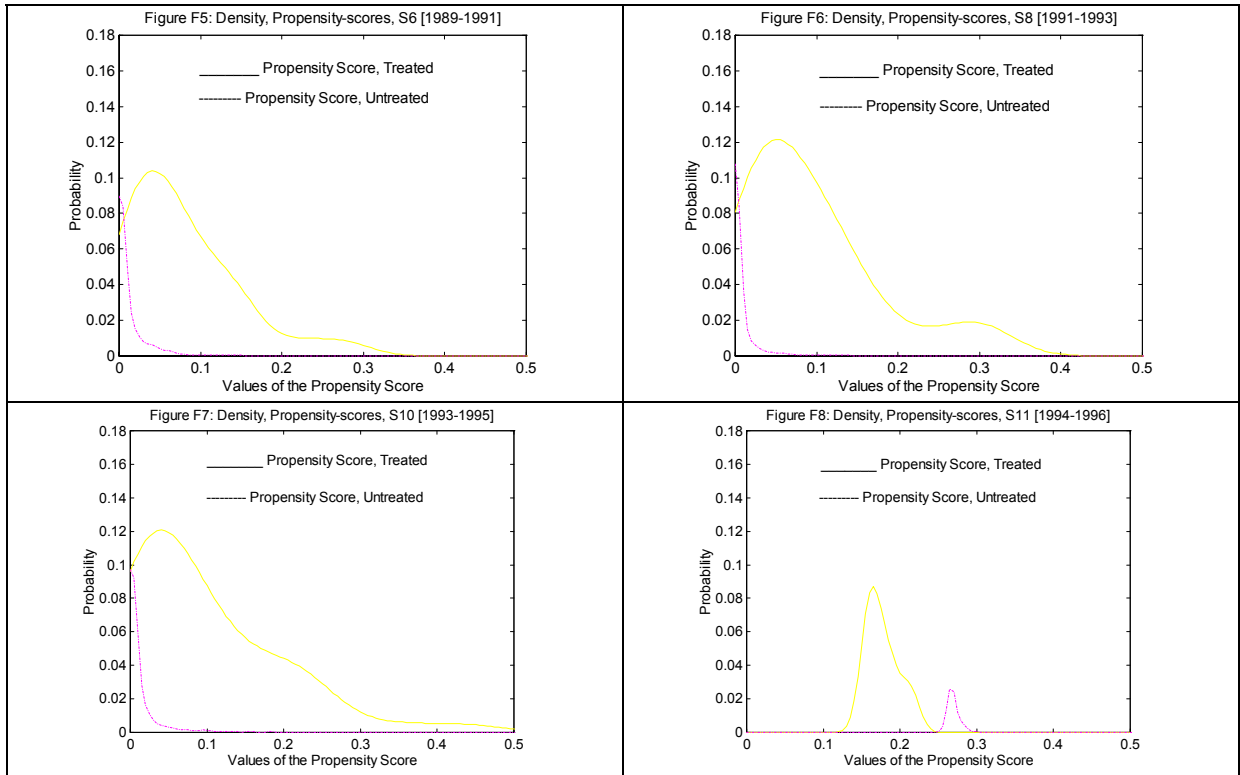 Figure F5: Density, Propensity-scores, S6 [1989-1991]
0.18
0.16
0.14
0.12
0.1
0.08
0.06
0.04
0.02
0
Probability
Propensity Score, Treated
Propensity Score, Untreated
0 0.1 0.2 0.3 0.4 0.5
Values of the Propensity Score
Figure F6: Density, Propensity-scores, S8 [1991-1993]
0.18
0.16
0.14
0.12
0.1
0.08
0.06
0.04
0.02
0
Probability
Propensity Score, Treated
Propensity Score, Untreated
0 0.1 0.2 0.3 0.4 0.5
Values of the Propensity Score
Figure F7: Density, Propensity-scores, S10 [1993-1995]
0.18
0.16
0.14
0.12
0.1
0.08
0.06
0.04
0.02
0
Probability
Propensity Score, Treated
Propensity Score, Untreated
0 0.1 0.2 0.3 0.4 0.5
Values of the Propensity Score
Figure F8: Density, Propensity-scores, S11 [1994-1996]
0.18
0.16
0.14
0.12
0.1
0.08
0.06
0.04
0.02
0
Probability
Propensity Score, Treated
Propensity Score, Untreated
0 0.1 0.2 0.3 0.4 0.5
Values of the Propensity Score